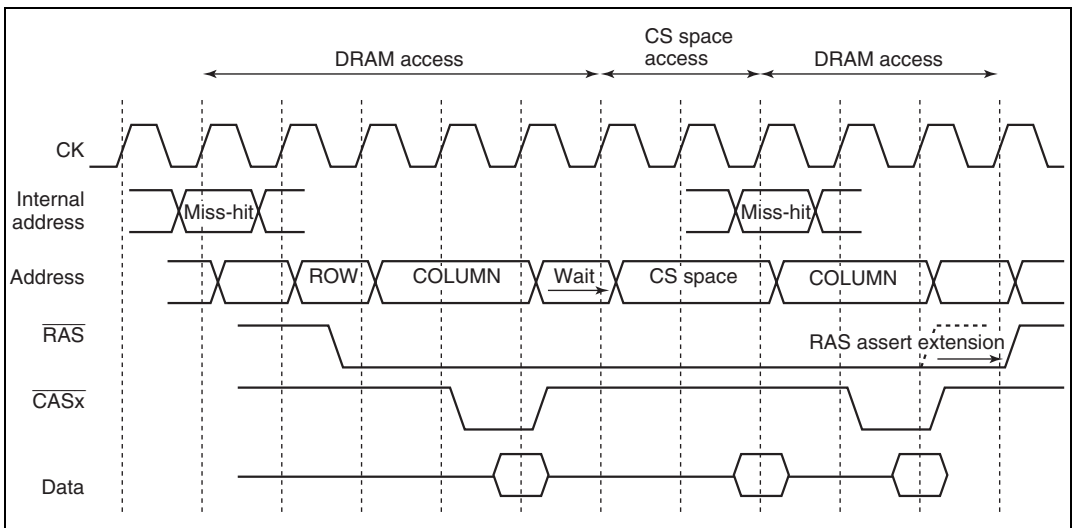 CS space
access
DRAM access
DRAM access
CK
Internal
address
Miss-hit
Miss-hit
Address
ROW
COLUMN
Wait
CS space
COLUMN
RAS
RAS assert extension
CASx
Data